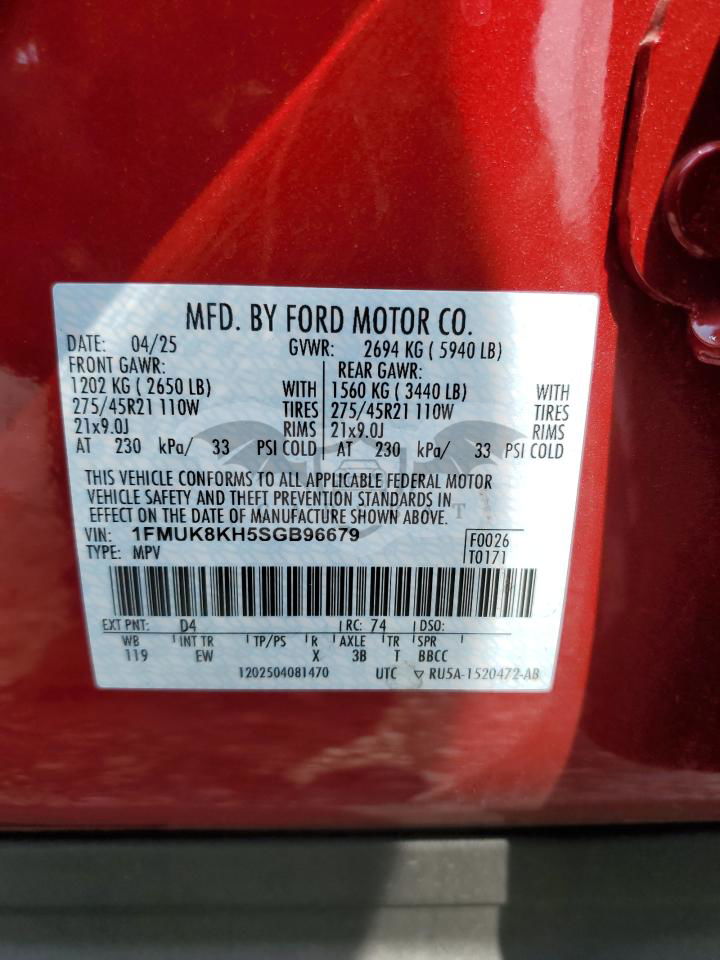 MFD. BY FORD MOTOR CO.
DATE: 04/25 GVWR: 2694 KG ( 5940 LB)
FRONT GAWR: REAR GAWR:
1202 KG ( 2650 LB) WITH 1560 KG ( 3440 LB) WITH
275/45R21 110W TIRES 275/45R21 110W TIRES
21x9.0J RIMS 21x9.0J RIMS
AT 230 kPa/ 33 PSI COLD AT 230 kPa/ 33 PSI COLD
THIS VEHICLE CONFORMS TO ALL APPLICABLE FEDERAL MOTOR
VEHICLE SAFETY AND THEFT PREVENTION STANDARDS IN
EFFECT ON THE DATE OF MANUFACTURE SHOWN ABOVE.
VIN: 1FMUK8KH5SGB96679 F0026
TYPE: MPV T0171
EXT PNT: D4 RC: 74 DSO:
WB INT TR TP/PS R AXLE TR SPR
119 EW X 3B T BBCC
1202504081470 UTC ▽ RU5A-1520472-AB